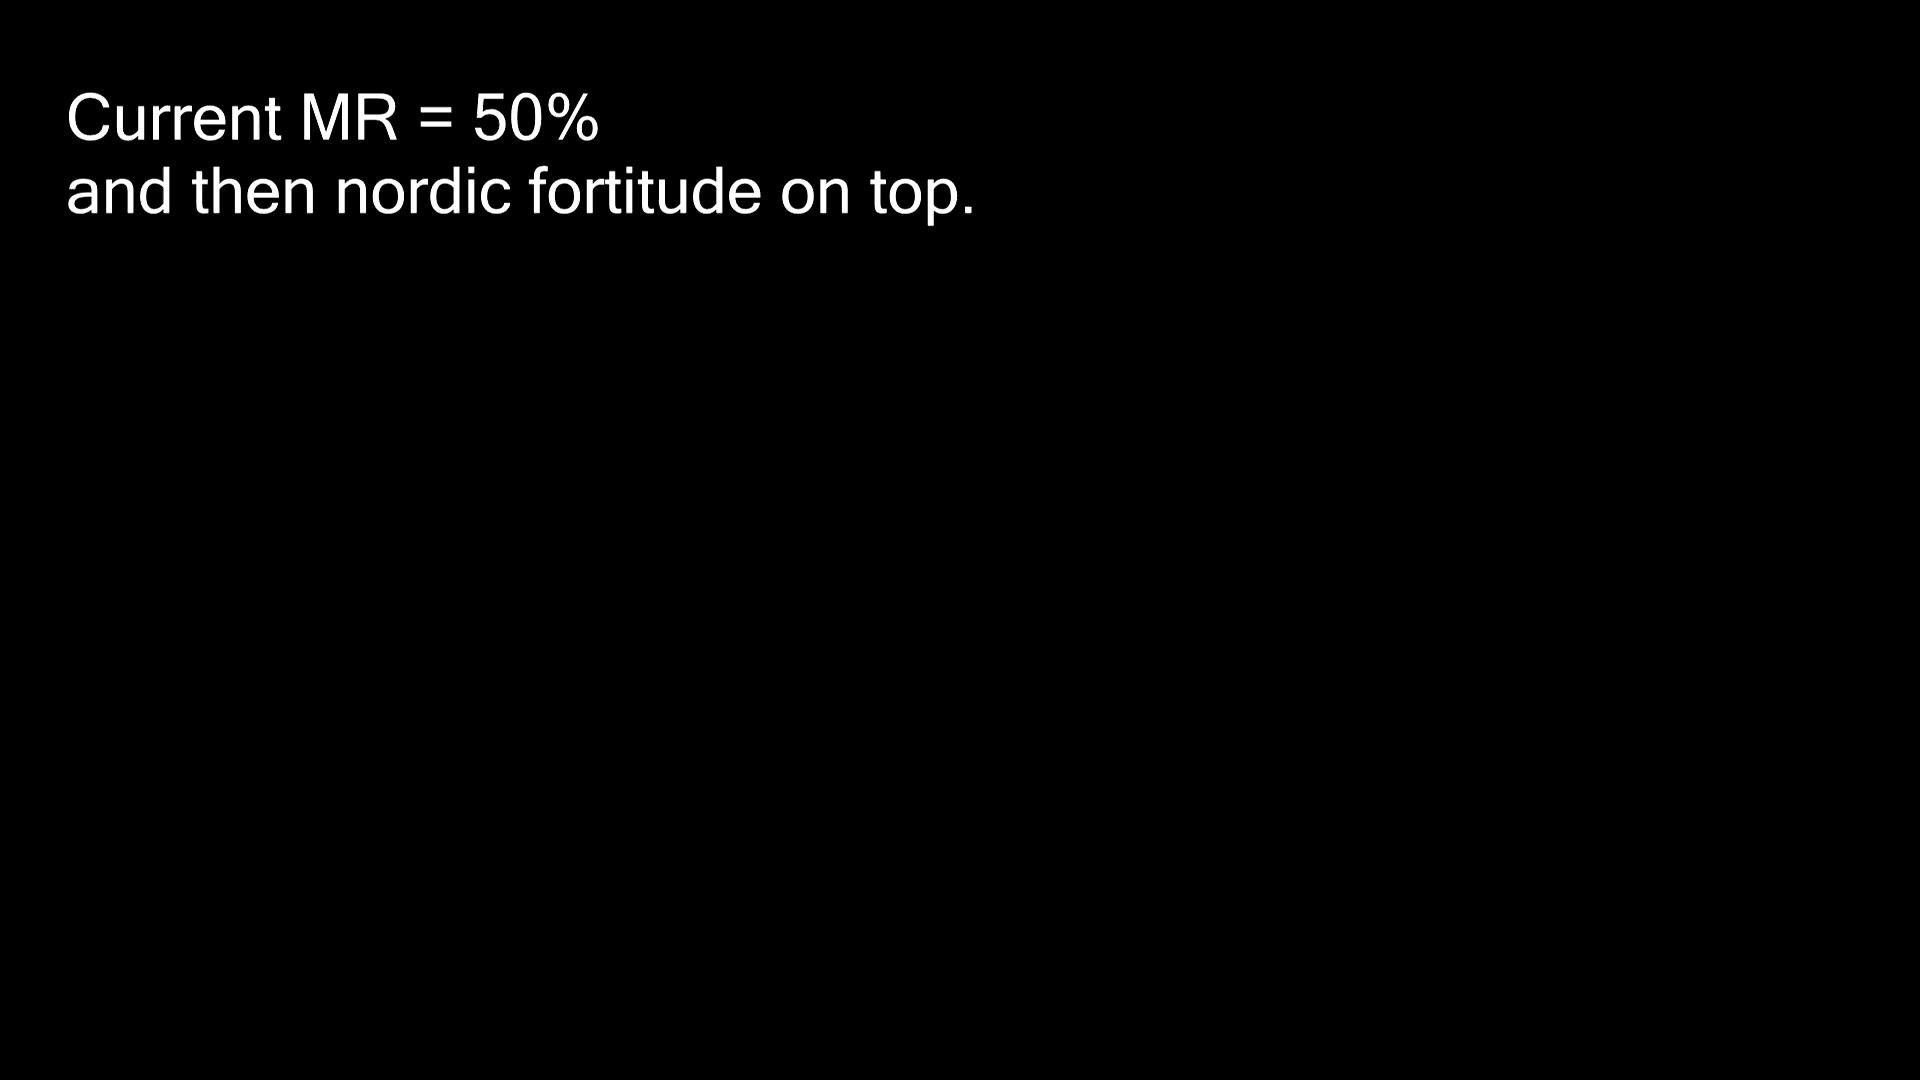 Current MR = 50%
and then nordic fortitude on top.